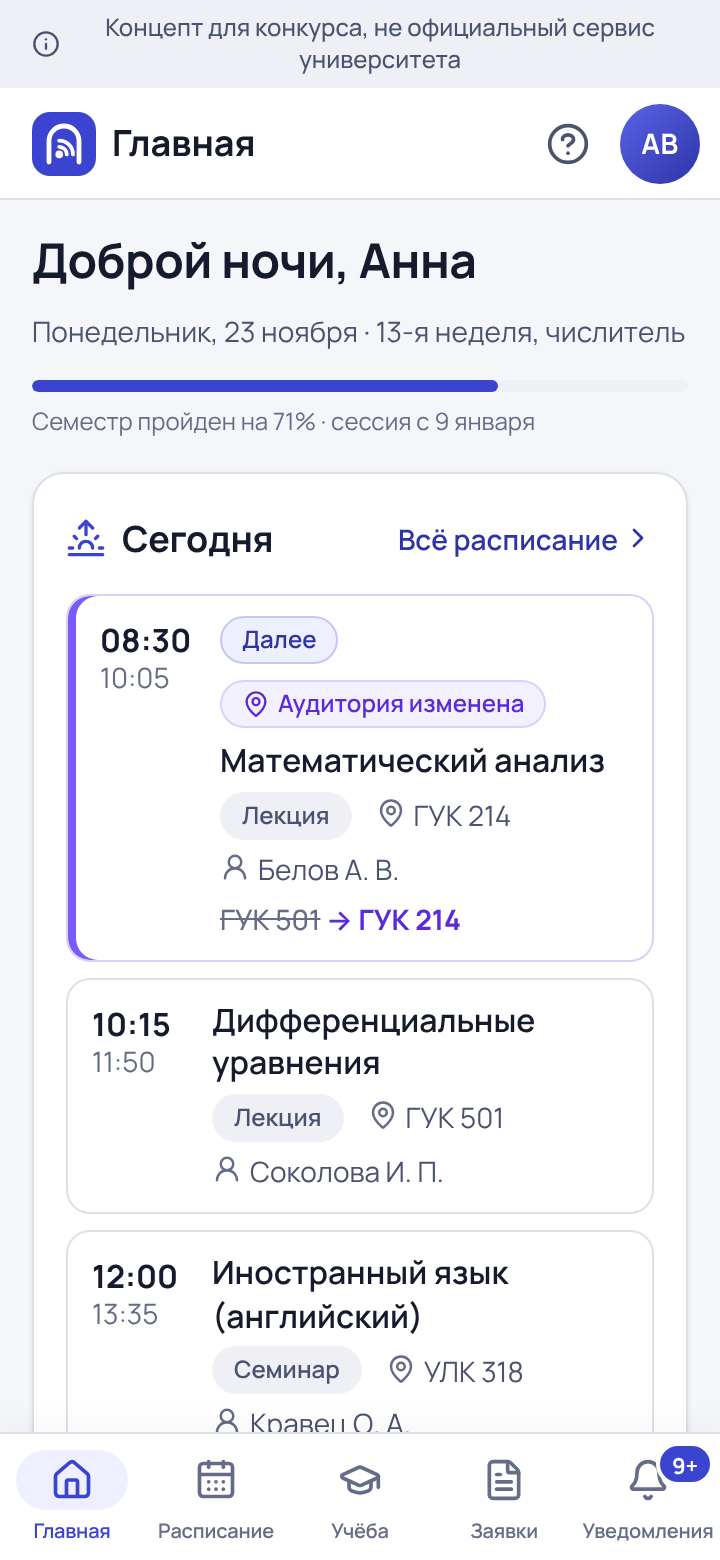 Концепт для конкурса, не официальный сервис
университета
Главная
АВ
Доброй ночи, Анна
Понедельник, 23 ноября · 13-я неделя, числитель
Семестр пройден на 71% · сессия с 9 января
Сегодня
Всё расписание
08:30
10:05
Далее
Аудитория изменена
Математический анализ
Лекция
ГУК 214
Белов А. В.
ГУК 501 → ГУК 214
10:15
11:50
Дифференциальные
уравнения
Лекция
ГУК 501
Соколова И. П.
12:00
13:35
Иностранный язык
(английский)
Семинар
УЛК 318
Кравец О. А.
9+
Главная
Расписание
Учёба
Заявки
Уведомления